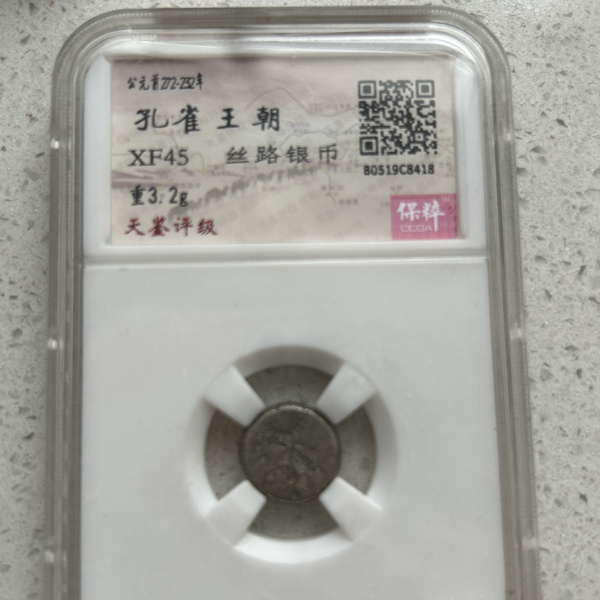 公元前272-232年
孔雀王朝
XF45 丝路银币
重3.2g
天鉴评级
80519C8418
保粹
CCGA